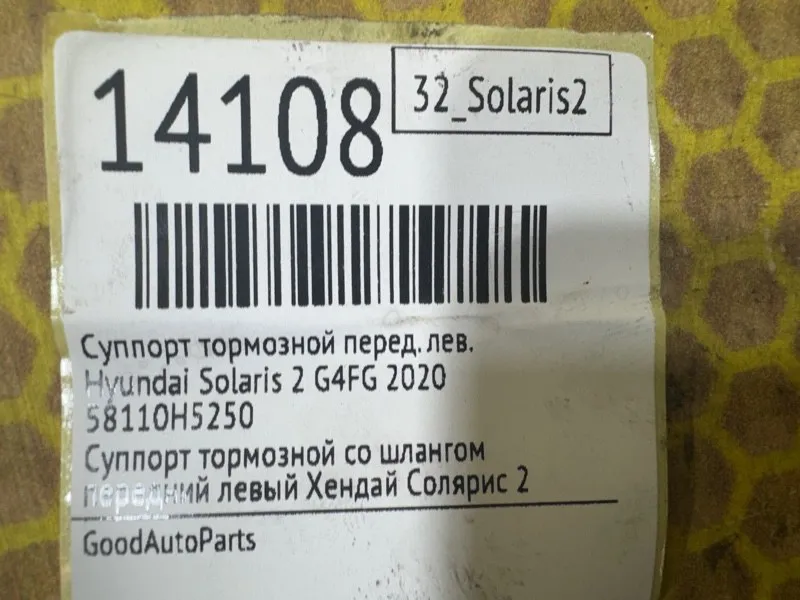 14108
32_Solaris2
Суппорт тормозной перед. лев.
Hyundai Solaris 2 G4FG 2020
58110H5250
Суппорт тормозной со шлангом
передний левый Хендай Солярис 2
GoodAutoParts